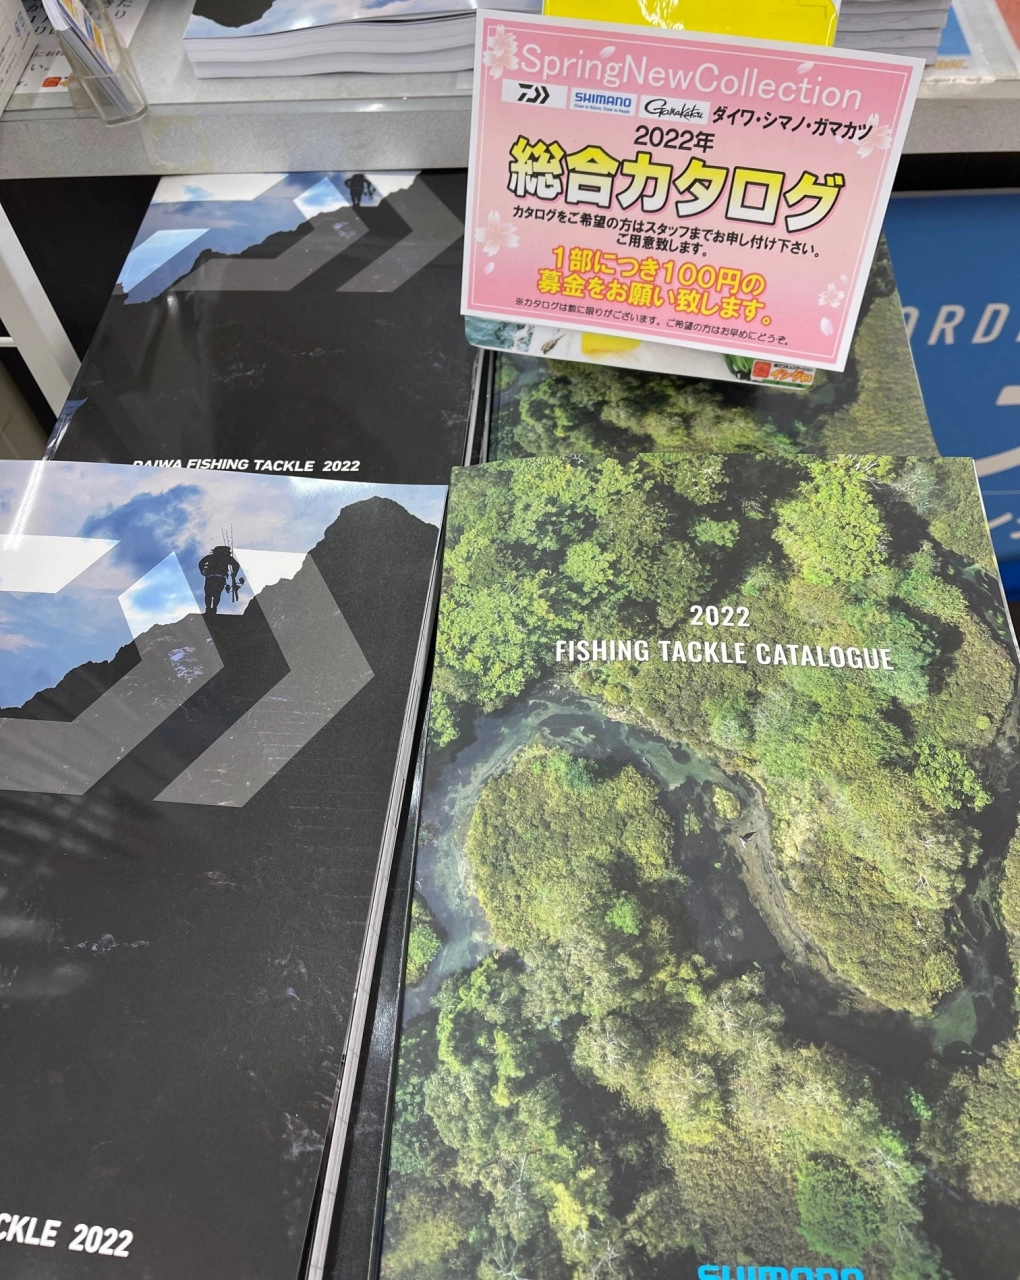 SpringNewCollection
SHIMANO
Gamakatsu
ダイワ・シマノ・ガマカツ
2022年
総合カタログ
カタログをご希望の方はスタッフまでお申し付け下さい。
ご用意致します。
1部につき100円の
募金をお願い致します。
※カタログは数に限りがございます。ご希望の方はお早めにどうぞ。
イシグロ
DAIWA FISHING TACKLE 2022
ORD
2022
FISHING TACKLE CATALOGUE
CKLE 2022
SHIMANO